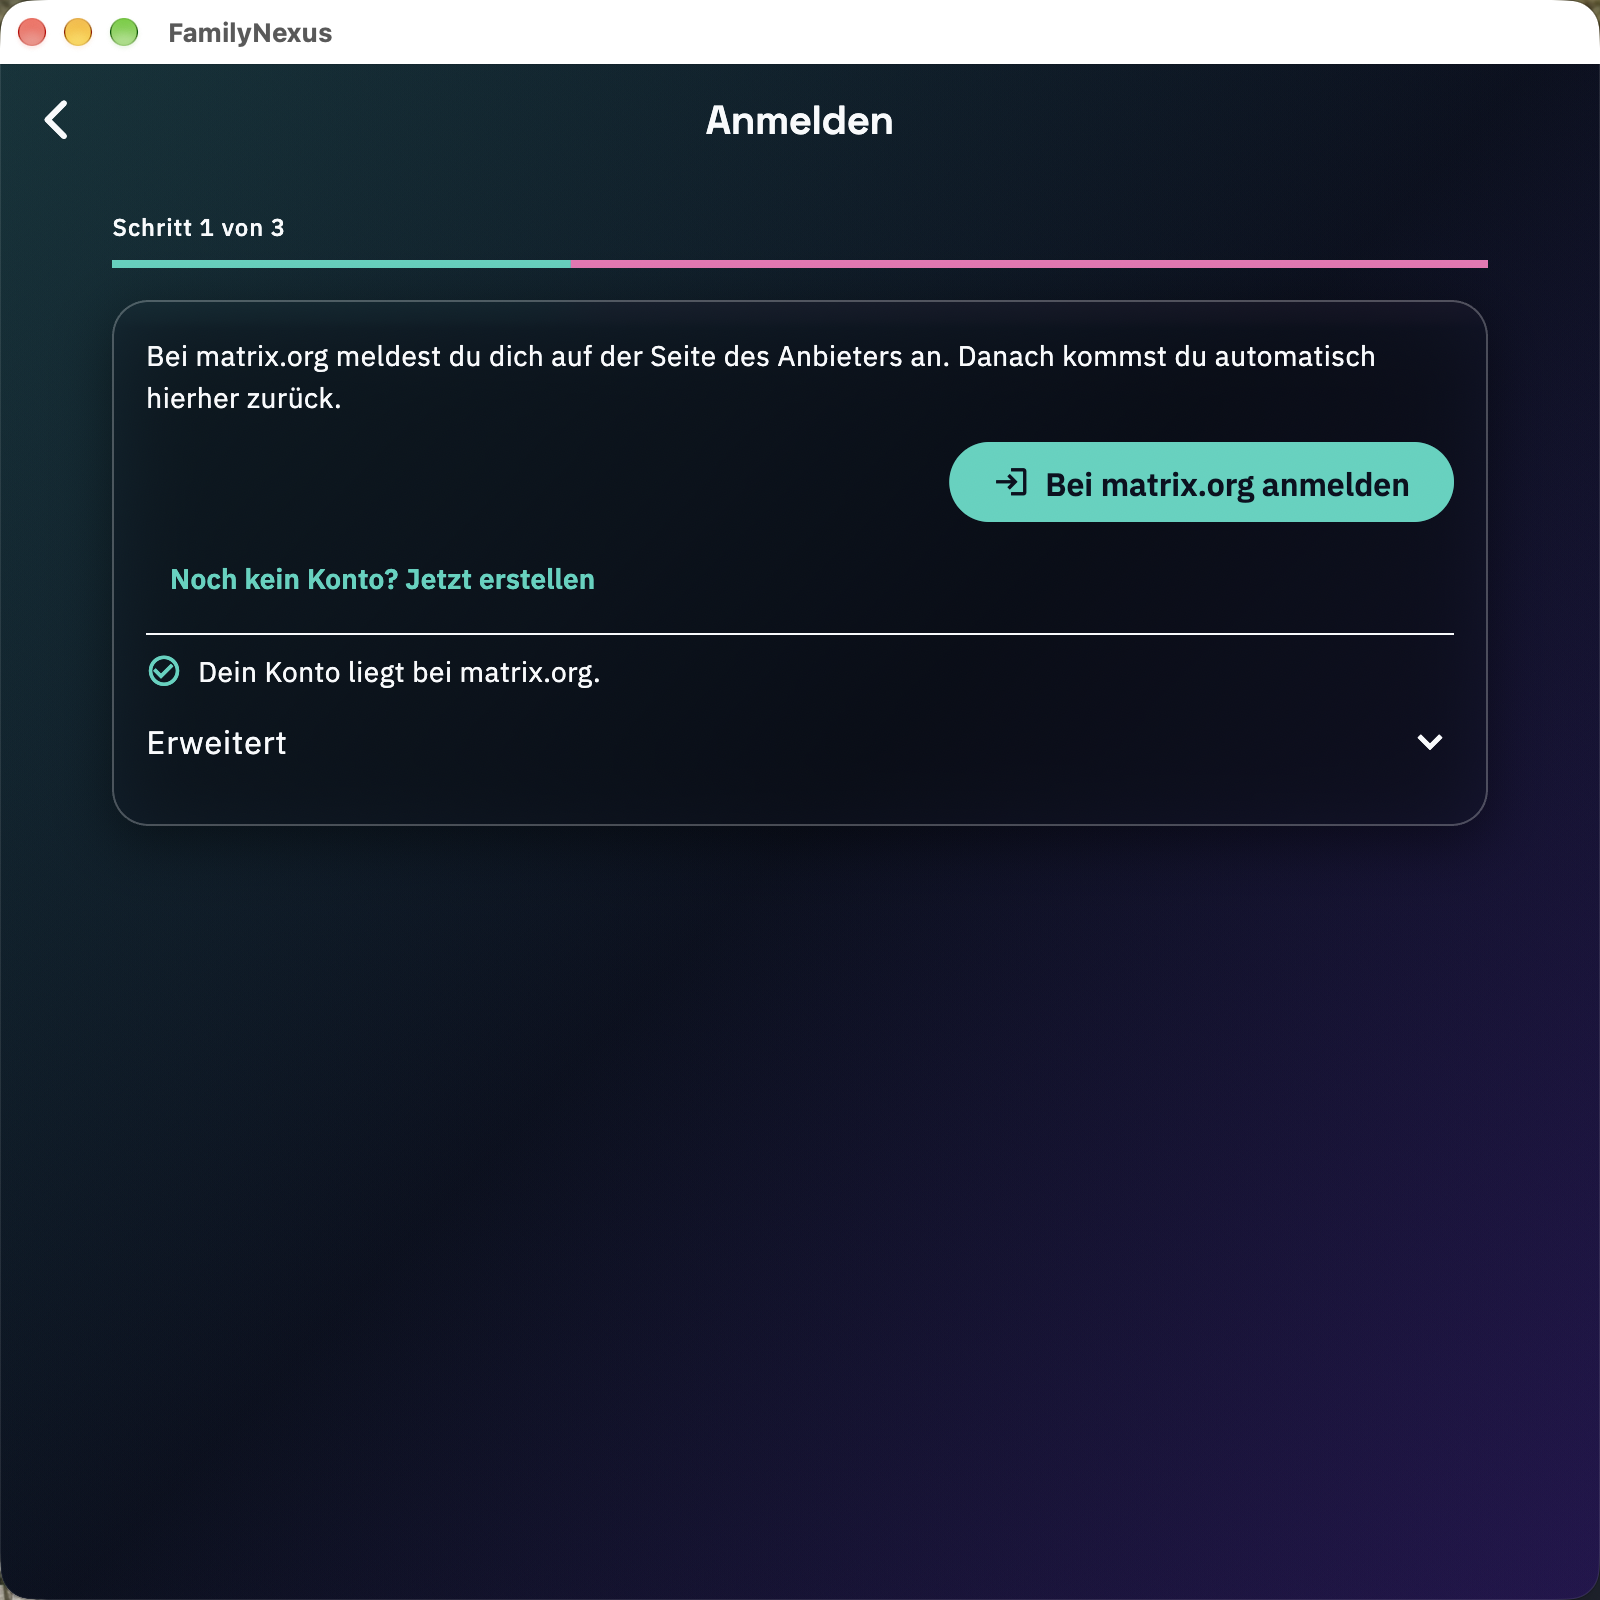 FamilyNexus
Anmelden
Schritt 1 von 3
Bei matrix.org meldest du dich auf der Seite des Anbieters an. Danach kommst du automatisch
hierher zurück.
Bei matrix.org anmelden
Noch kein Konto? Jetzt erstellen
Dein Konto liegt bei matrix.org.
Erweitert